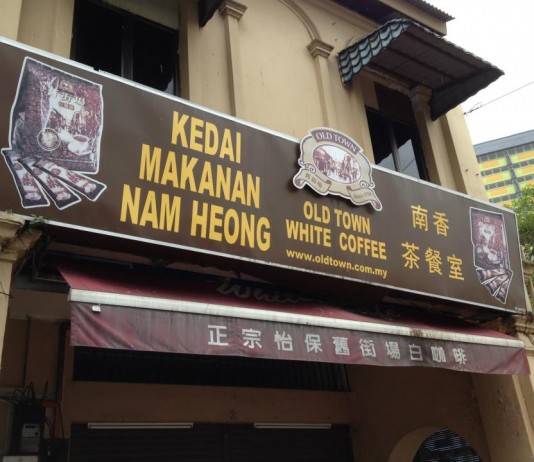 KEDAI
MAKANAN
NAM HEONG
OLD TOWN
OLD TOWN
WHITE COFFEE
www.oldtown.com.my
南香
茶餐室
正宗怡保舊街場白咖啡